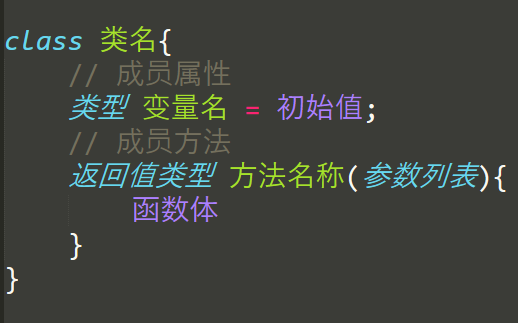 class 类名{
    // 成员属性
    类型 变量名 = 初始值;
    // 成员方法
    返回值类型 方法名称(参数列表){
        函数体
    }
}